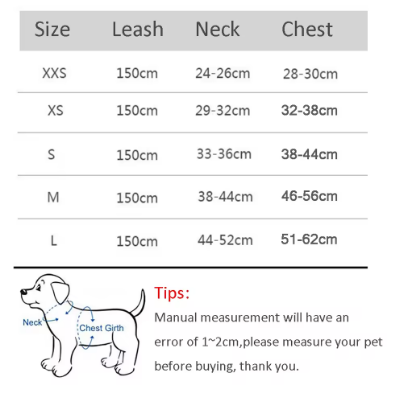 Size Leash Neck Chest
XXS 150cm 24-26cm 28-30cm
XS 150cm 29-32cm 32-38cm
S 150cm 33-36cm 38-44cm
M 150cm 38-44cm 46-56cm
L 150cm 44-52cm 51-62cm
Neck
Chest Girth
Tips:
Manual measurement will have an
error of 1~2cm,please measure your pet
before buying, thank you.